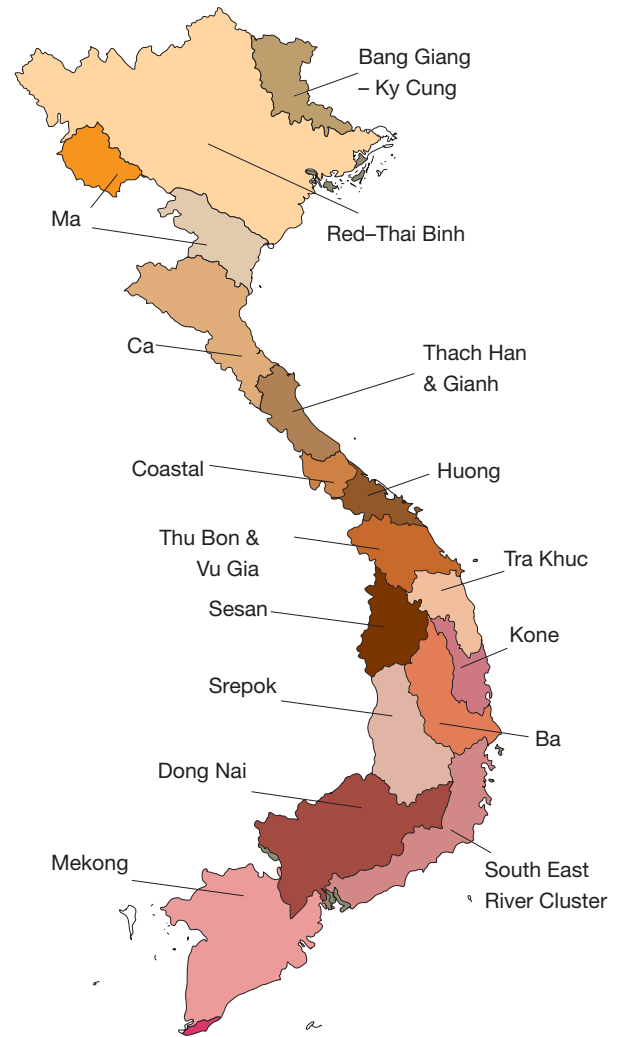 Bang Giang
– Ky Cung
Ma
Red–Thai Binh
Ca
Thach Han
& Gianh
Coastal
Huong
Thu Bon &
Vu Gia
Tra Khuc
Sesan
Kone
Srepok
Ba
Dong Nai
Mekong
South East
River Cluster